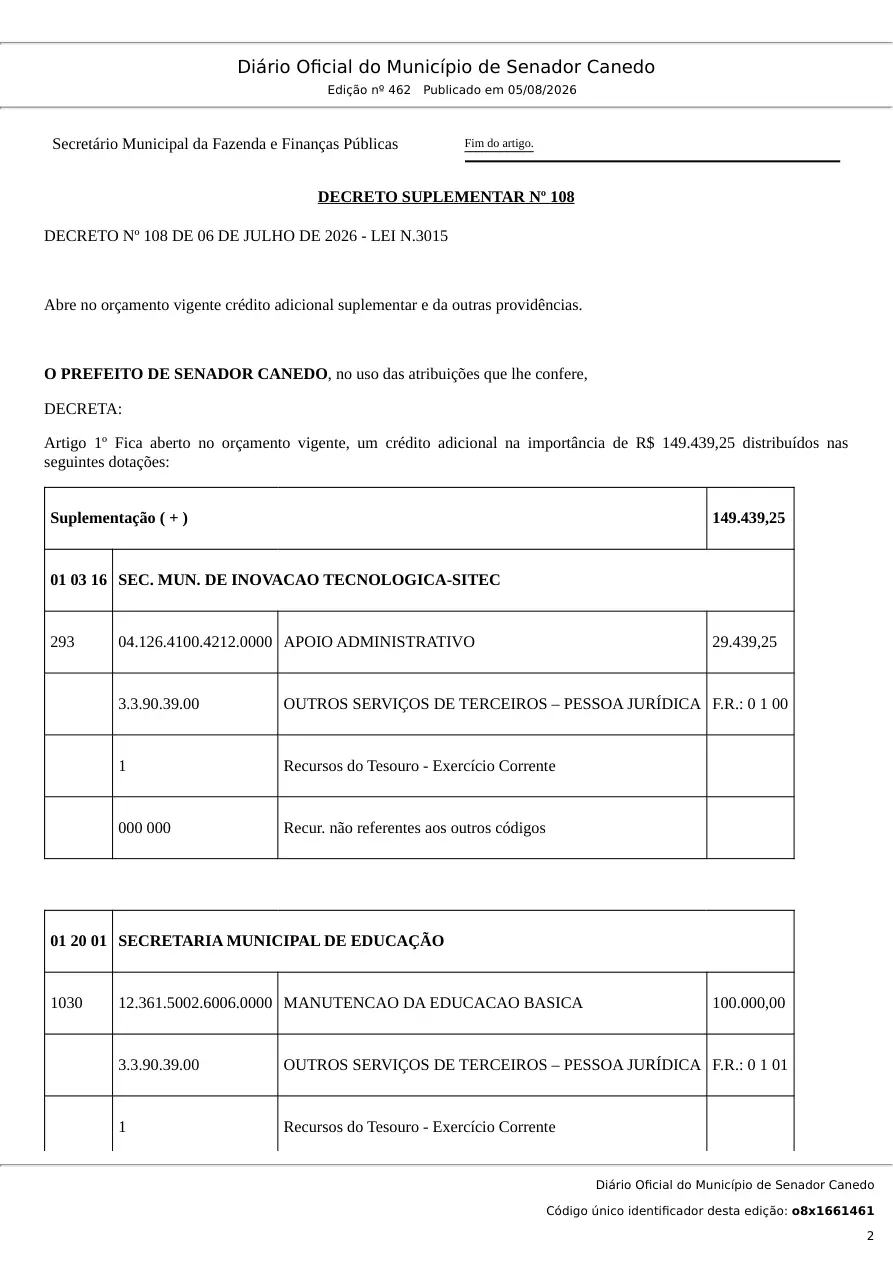 Diário Oficial do Município de Senador Canedo
Edição nº 462 Publicado em 05/08/2026
Secretário Municipal da Fazenda e Finanças Públicas
Fim do artigo.
DECRETO SUPLEMENTAR Nº 108
DECRETO Nº 108 DE 06 DE JULHO DE 2026 - LEI N.3015
Abre no orçamento vigente crédito adicional suplementar e da outras providências.
O PREFEITO DE SENADOR CANEDO, no uso das atribuições que lhe confere,
DECRETA:
Artigo 1º Fica aberto no orçamento vigente, um crédito adicional na importância de R$ 149.439,25 distribuídos nas
seguintes dotações:
Suplementação ( + ) 149.439,25
01 03 16 SEC. MUN. DE INOVACAO TECNOLOGICA-SITEC
293 04.126.4100.4212.0000 APOIO ADMINISTRATIVO 29.439,25
3.3.90.39.00 OUTROS SERVIÇOS DE TERCEIROS – PESSOA JURÍDICA F.R.: 0 1 00
1 Recursos do Tesouro - Exercício Corrente
000 000 Recur. não referentes aos outros códigos
01 20 01 SECRETARIA MUNICIPAL DE EDUCAÇÃO
1030 12.361.5002.6006.0000 MANUTENCAO DA EDUCACAO BASICA 100.000,00
3.3.90.39.00 OUTROS SERVIÇOS DE TERCEIROS – PESSOA JURÍDICA F.R.: 0 1 01
1 Recursos do Tesouro - Exercício Corrente
Diário Oficial do Município de Senador Canedo
Código único identificador desta edição: o8x1661461
2